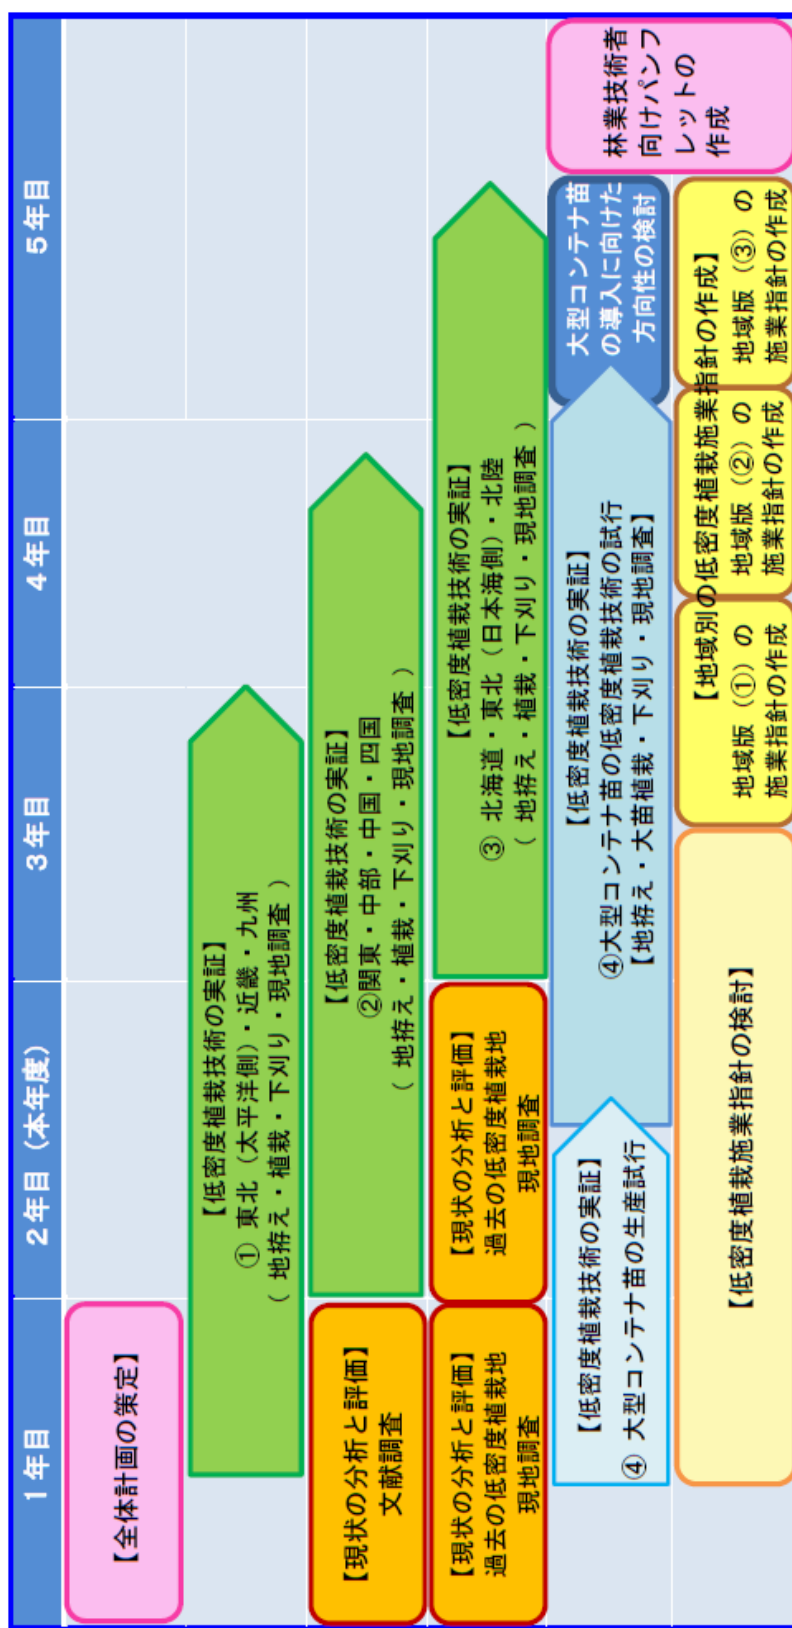 1年目
2年目（本年度）
3年目
4年目
5年目
【全体計画の策定】
【低密度植栽技術の実証】
① 東北（太平洋側）・近畿・九州
（ 地拵え・植栽・下刈り・現地調査 ）
【現状の分析と評価】
文献調査
【低密度植栽技術の実証】
②関東・中部・中国・四国
（ 地拵え・植栽・下刈り・現地調査 ）
【現状の分析と評価】
過去の低密度植栽地
現地調査
【現状の分析と評価】
過去の低密度植栽地
現地調査
【低密度植栽技術の実証】
③ 北海道・東北（日本海側）・北陸
（ 地拵え・植栽・下刈り・現地調査 ）
【低密度植栽技術の実証】
④ 大型コンテナ苗の生産試行
【低密度植栽技術の実証】
④大型コンテナ苗の低密度植栽技術の試行
【地拵え・大苗植栽・下刈り・現地調査】
大型コンテナ苗
の導入に向けた
方向性の検討
林業技術者
向けパンフ
レットの
作成
【低密度植栽施業指針の検討】
【地域別の低密度植栽施業指針の作成】
地域版（①）の
施業指針の作成
地域版（②）の
施業指針の作成
地域版（③）の
施業指針の作成